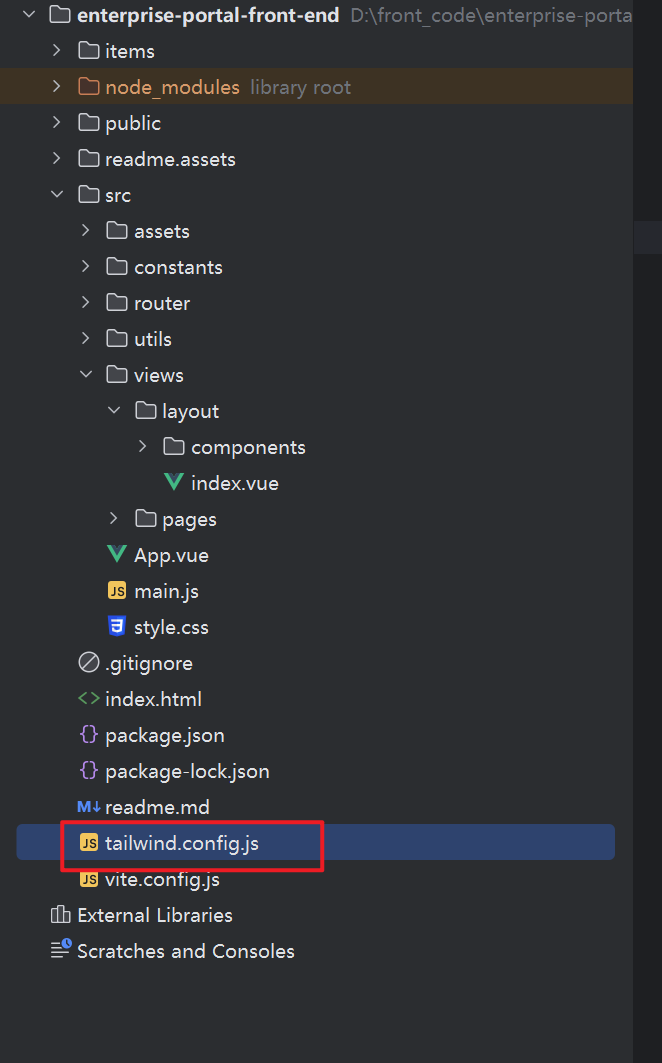 enterprise-portal-front-end D:\front_code\enterprise-porta
items
node_modules library root
public
readme.assets
src
assets
constants
router
utils
views
layout
components
index.vue
pages
App.vue
JS main.js
3 style.css
.gitignore
<> index.html
{} package.json
{} package-lock.json
M↓ readme.md
JS tailwind.config.js
JS vite.config.js
External Libraries
Scratches and Consoles